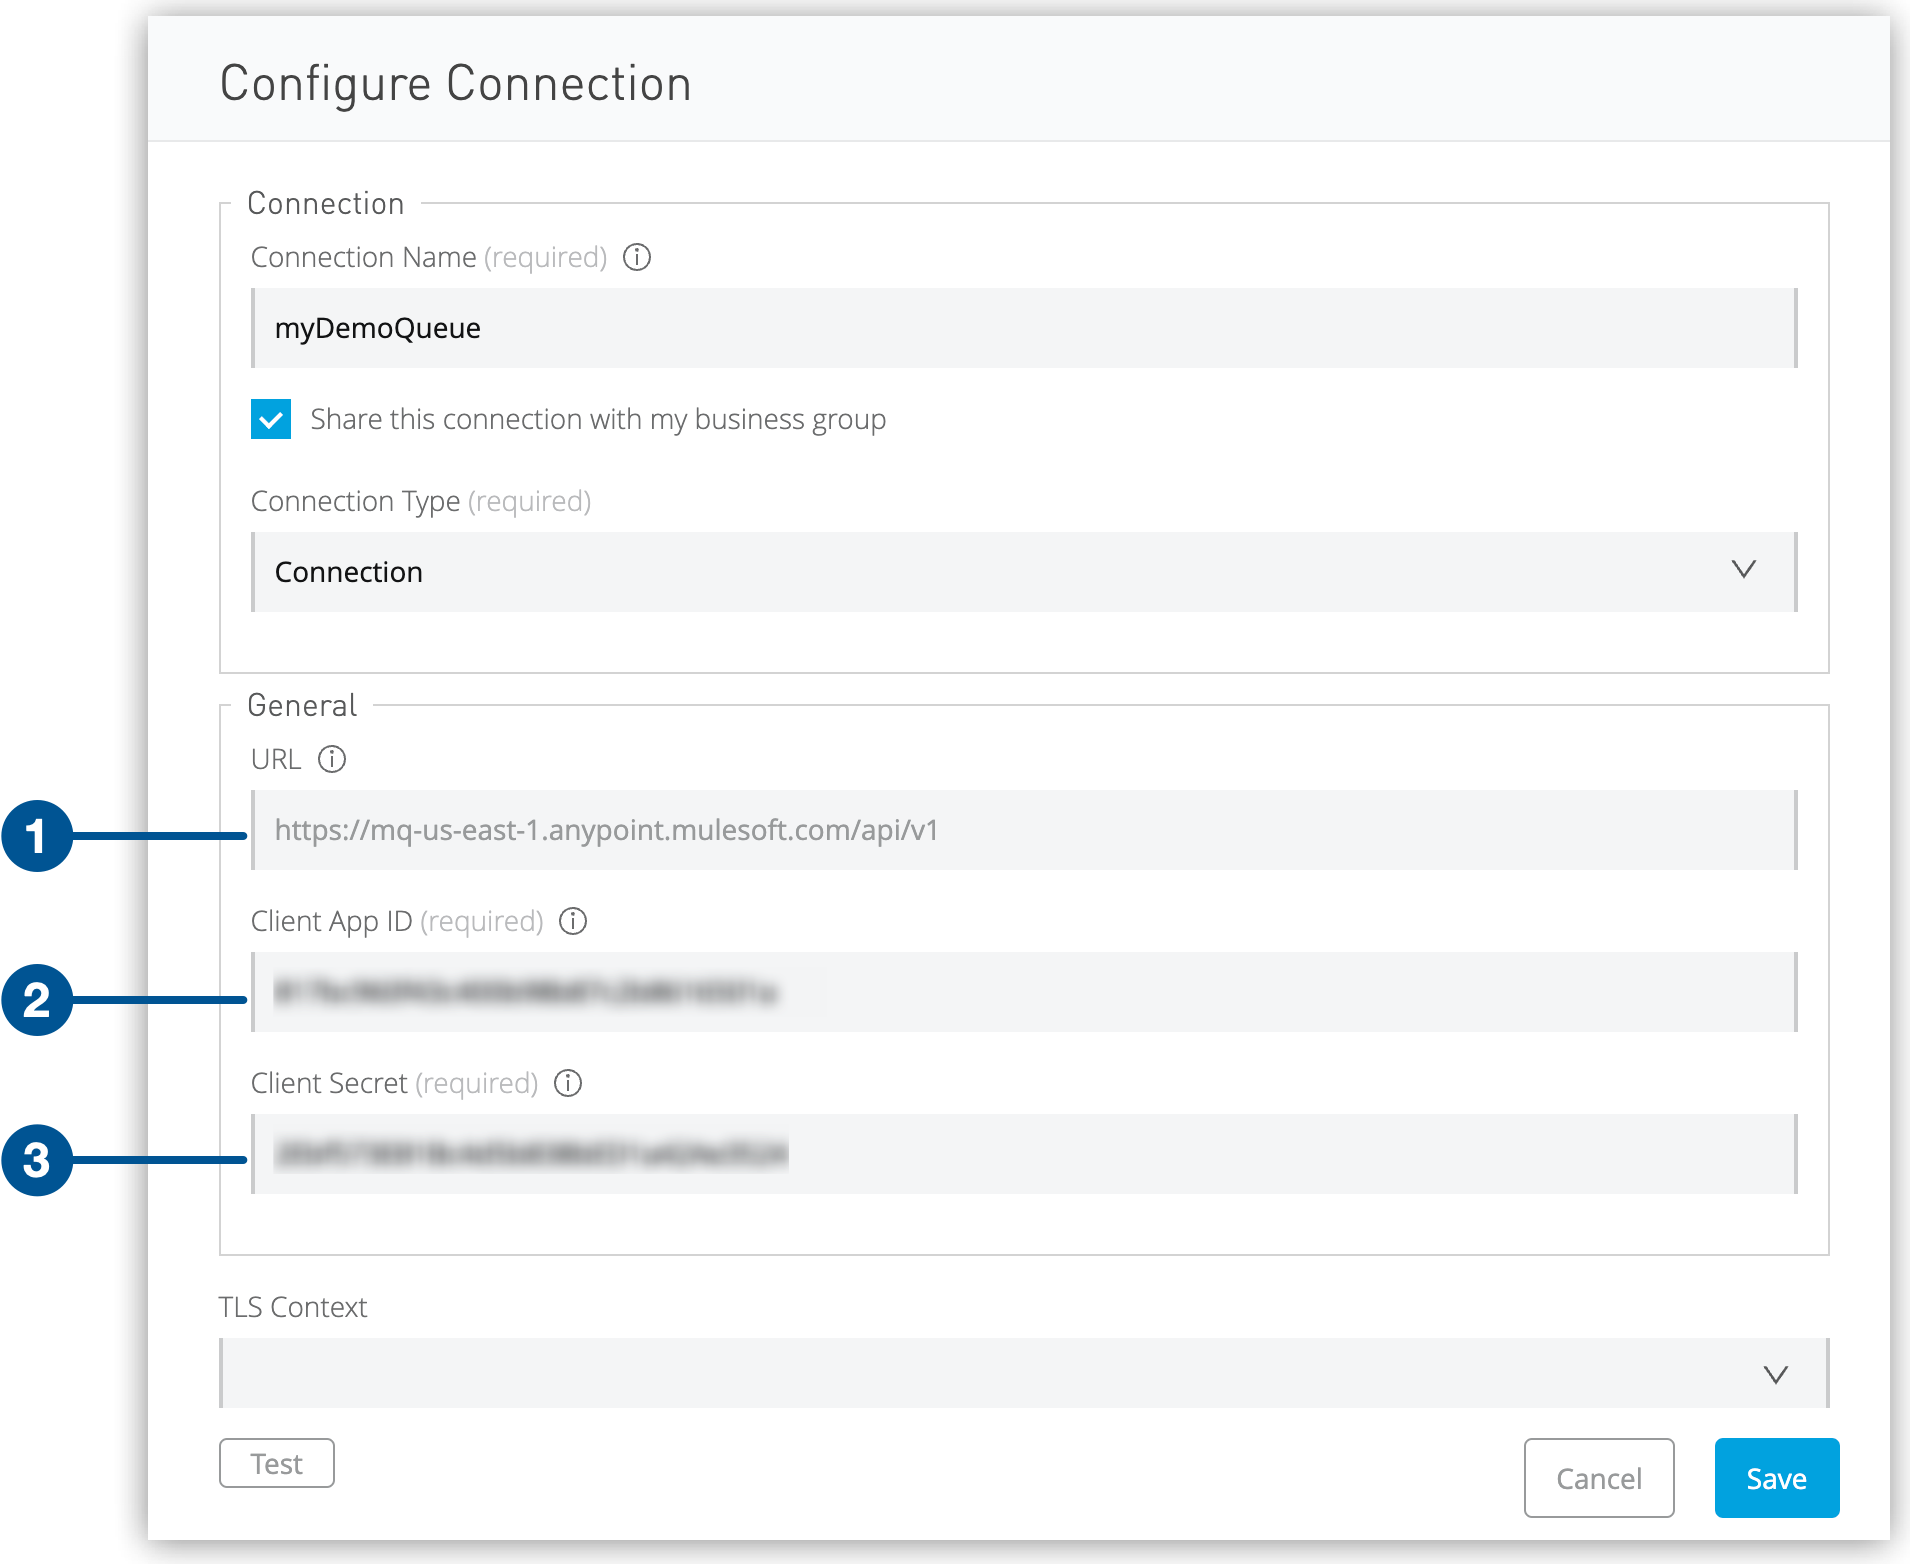 Configure Connection
Connection
Connection Name (required)
myDemoQueue
Share this connection with my business group
Connection Type (required)
Connection
General
URL
1
https://mq-us-east-1.anypoint.mulesoft.com/api/v1
Client App ID (required)
2
Client Secret (required)
3
TLS Context
Test
Cancel
Save